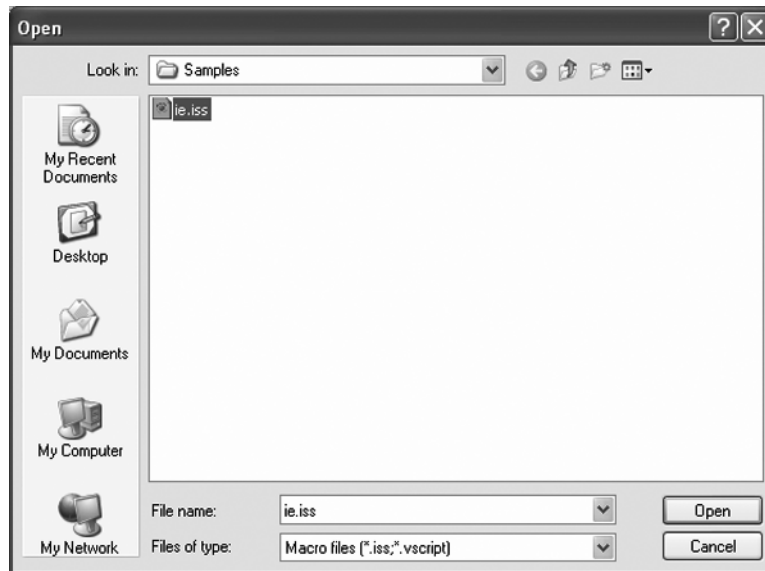 Open
Look in: Samples
ie.iss
My Recent
Documents
Desktop
My Documents
My Computer
My Network
File name: ie.iss Open
Files of type: Macro files (*.iss;*.vscript) Cancel